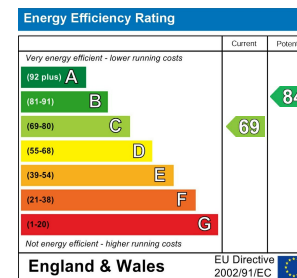 Energy Efficiency Rating
Current
Very energy efficient - lower running costs
(92 plus) A
(81-91) B
84
(69-80) C
69
(55-68) D
(39-54) E
(21-38) F
(1-20) G
Not energy efficient - higher running costs
England & Wales
EU Directive
2002/91/EC